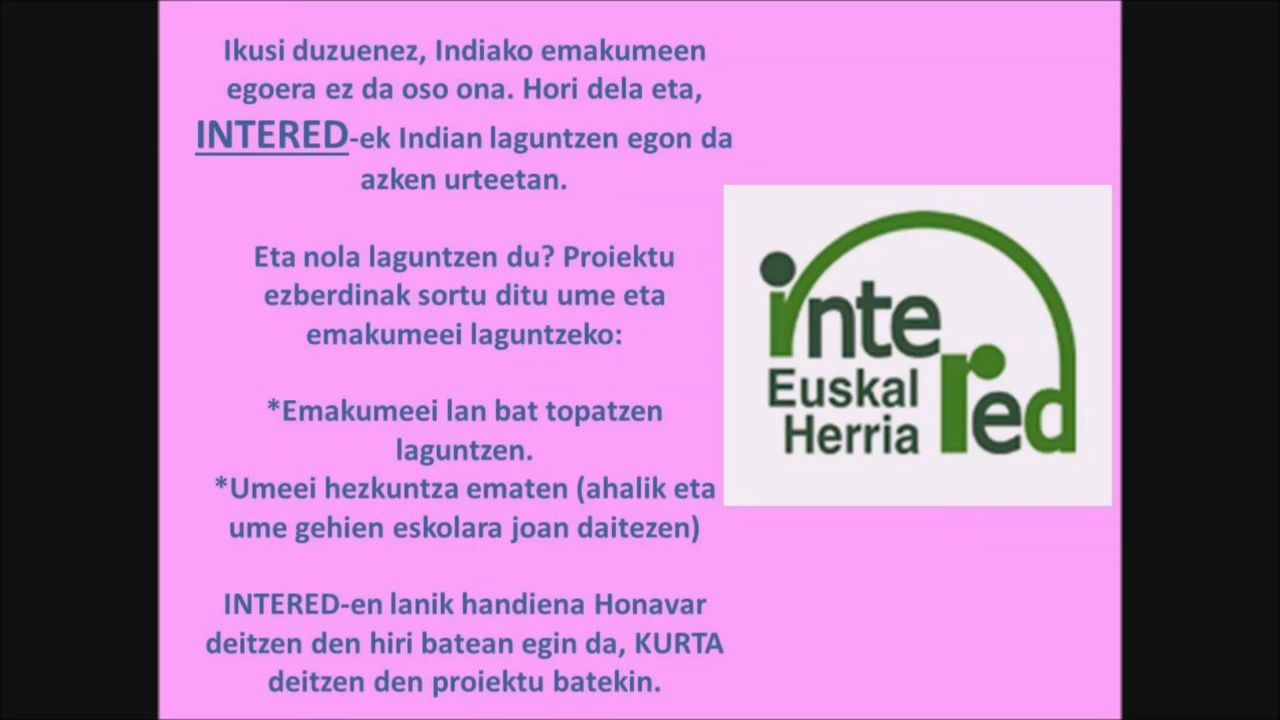 Ikusi duzuenez, Indiako emakumeen
egoera ez da oso ona. Hori dela eta,
INTERED-ek Indian laguntzen egon da
azken urteetan.
Eta nola laguntzen du? Proiektu
ezberdinak sortu ditu ume eta
emakumeei laguntzeko:
*Emakumeei lan bat topatzen
laguntzen.
*Umeei hezkuntza ematen (ahalik eta
ume gehien eskolara joan daitezen)
INTERED-en lanik handiena Honavar
deitzen den hiri batean egin da, KURTA
deitzen den proiektu batekin.
inte
red
Euskal
Herria